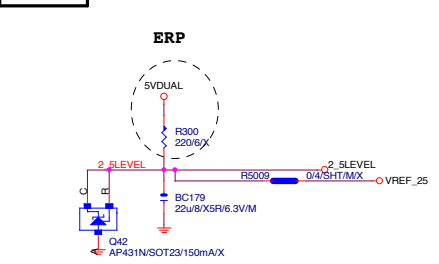 ERP
5VDUAL
R300
220/6/X
2_5LEVEL
2_5LEVEL
R5009
0/4/SHT/M/X
VREF_25
C
R
BC179
22u/8/X5R/6.3V/M
Q42
A
AP431N/SOT23/150mA/X